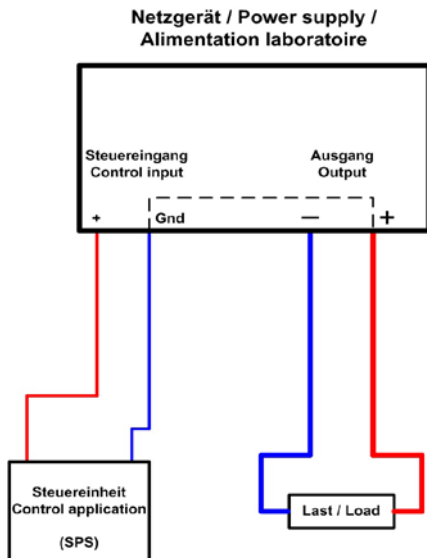 Netzgerät / Power supply /
Alimentation laboratoire
Steuereingang
Control input
Ausgang
Output
+
Gnd
—
+
Steuereinheit
Control application
(SPS)
Last / Load